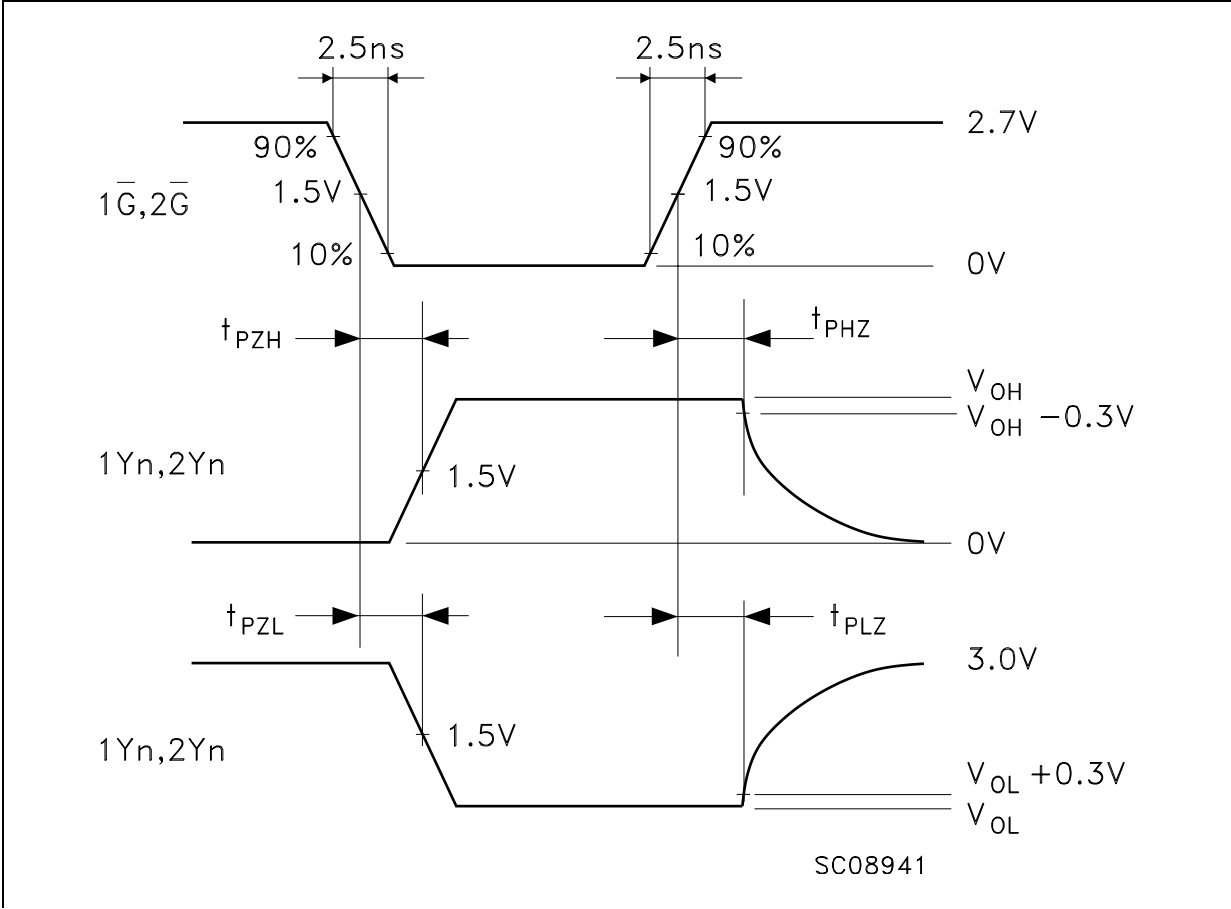 2.5ns 2.5ns
2.7V
90% 90%
1G̅,2G̅ 1.5V 1.5V
10% 10%
0V
tPZH tPHZ
VOH
VOH −0.3V
1Yn,2Yn 1.5V
0V
tPZL tPLZ
3.0V
1Yn,2Yn 1.5V
VOL +0.3V
VOL
SC08941